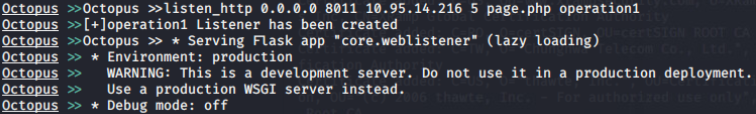 Octopus >>Octopus >>listen_http 0.0.0.0 8011 10.95.14.216 5 page.php operation1
Octopus >>[+]operation1 Listener has been created
Octopus >>Octopus >> * Serving Flask app "core.weblistener" (lazy loading)
Octopus >> * Environment: production
Octopus >>   WARNING: This is a development server. Do not use it in a production deployment.
Octopus >>   Use a production WSGI server instead.
Octopus >> * Debug mode: off